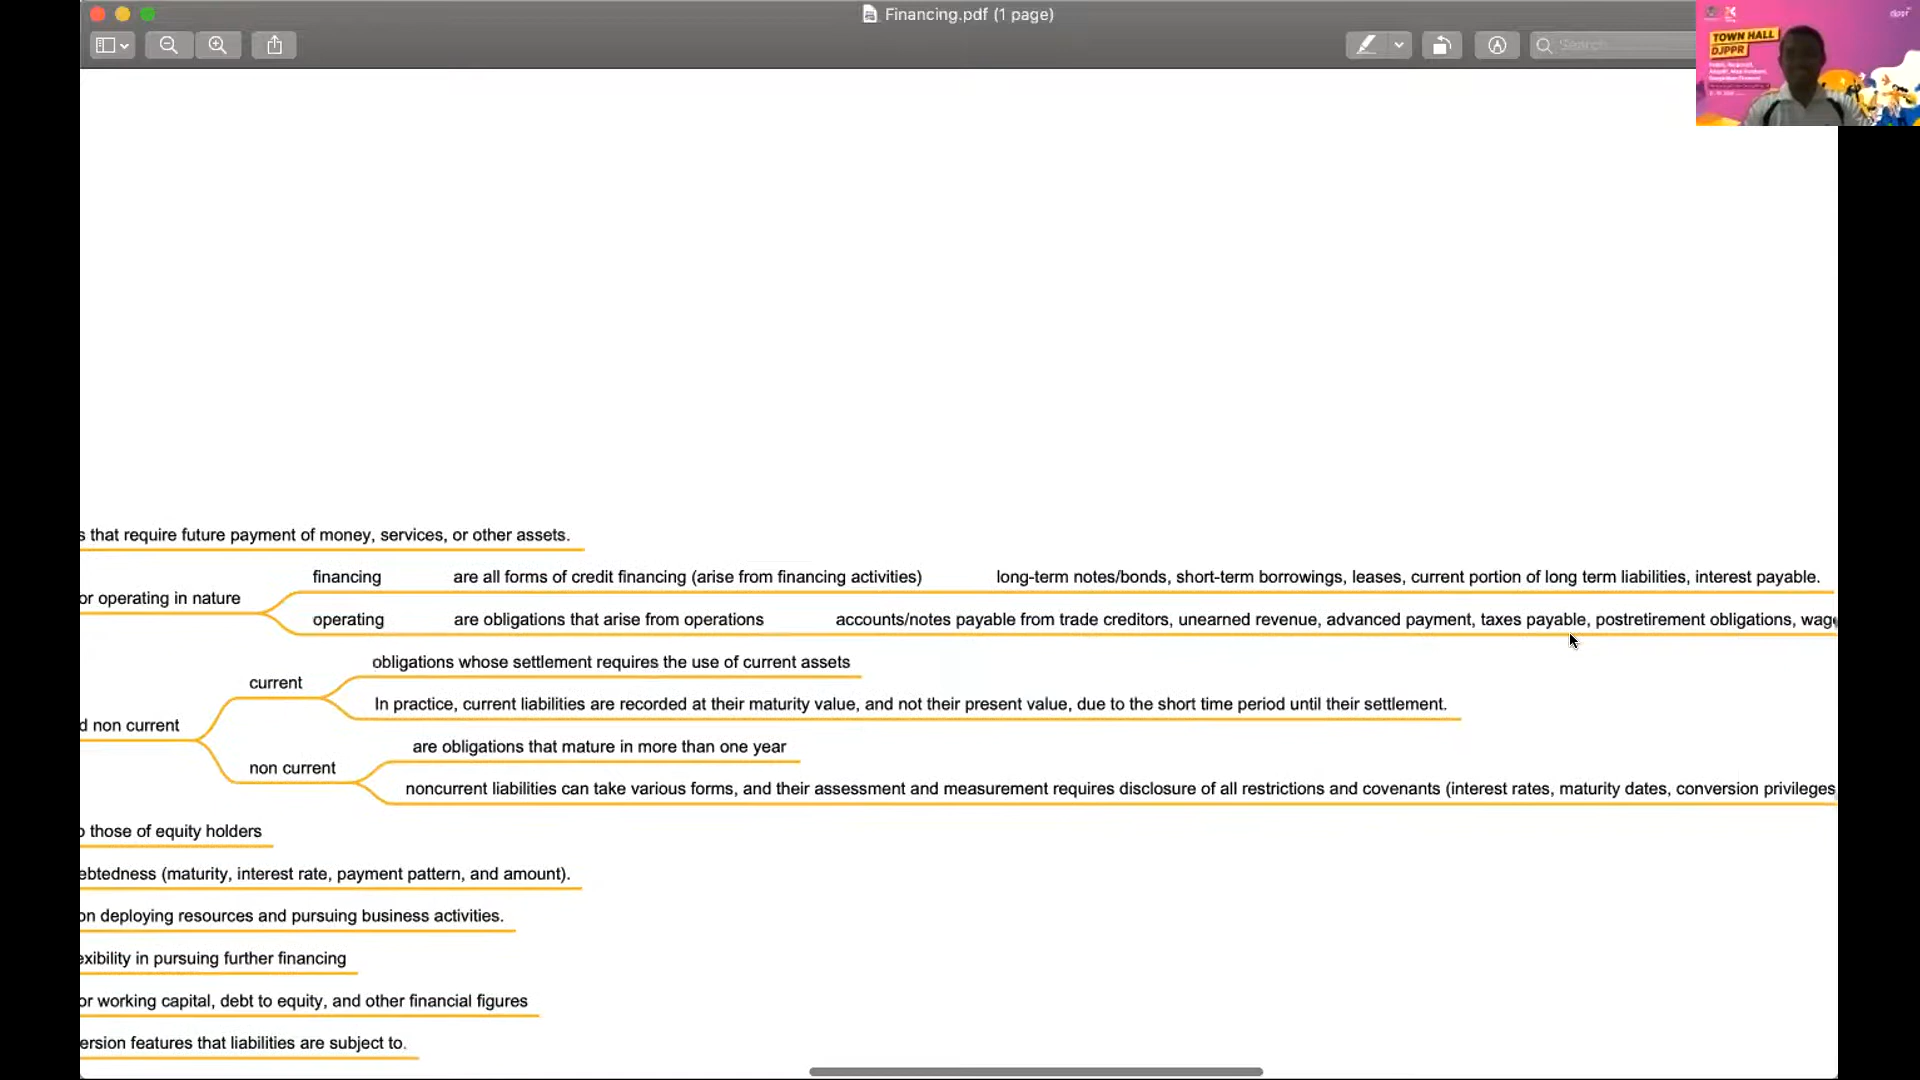 Financing.pdf (1 page)
Search
TOWN HALL
DJPPR
s that require future payment of money, services, or other assets.
financing are all forms of credit financing (arise from financing activities) long-term notes/bonds, short-term borrowings, leases, current portion of long term liabilities, interest payable.
or operating in nature
operating are obligations that arise from operations accounts/notes payable from trade creditors, unearned revenue, advanced payment, taxes payable, postretirement obligations, wag
obligations whose settlement requires the use of current assets
current
In practice, current liabilities are recorded at their maturity value, and not their present value, due to the short time period until their settlement.
d non current
are obligations that mature in more than one year
non current
noncurrent liabilities can take various forms, and their assessment and measurement requires disclosure of all restrictions and covenants (interest rates, maturity dates, conversion privileges
o those of equity holders
ebtedness (maturity, interest rate, payment pattern, and amount).
on deploying resources and pursuing business activities.
exibility in pursuing further financing
or working capital, debt to equity, and other financial figures
ersion features that liabilities are subject to.